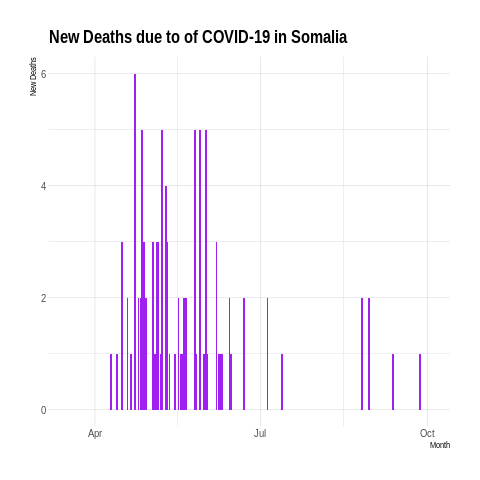 New Deaths due to of COVID-19 in Somalia
New Deaths
6
4
2
0
Apr
Jul
Oct
Month